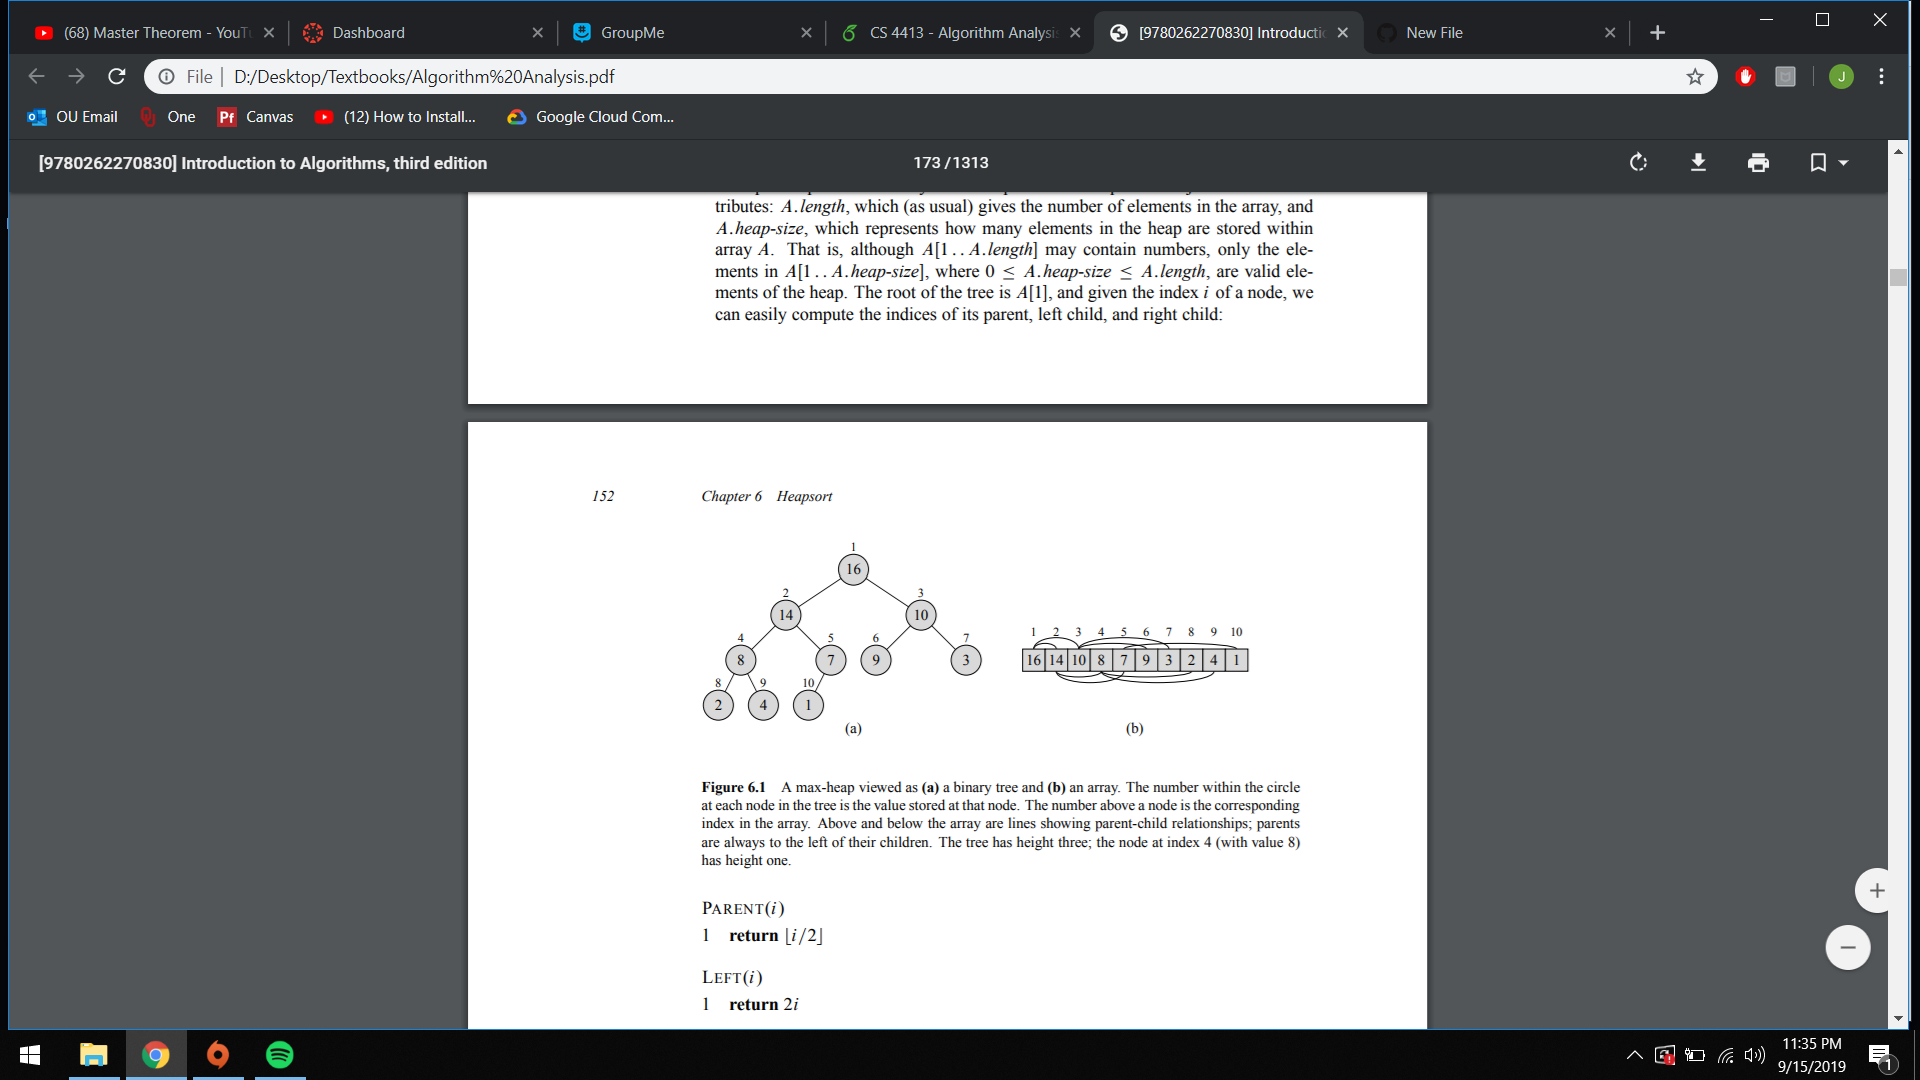 (68) Master Theorem - YouTu
Dashboard
GroupMe
CS 4413 - Algorithm Analysis
[9780262270830] Introductio
New File
File | D:/Desktop/Textbooks/Algorithm%20Analysis.pdf
J
OU Email
One
Pf Canvas
(12) How to Install...
Google Cloud Com...
[9780262270830] Introduction to Algorithms, third edition
173 / 1313
tributes: A.length, which (as usual) gives the number of elements in the array, and
A.heap-size, which represents how many elements in the heap are stored within
array A. That is, although A[1 . . A.length] may contain numbers, only the ele-
ments in A[1 . . A.heap-size], where 0 ≤ A.heap-size ≤ A.length, are valid ele-
ments of the heap. The root of the tree is A[1], and given the index i of a node, we
can easily compute the indices of its parent, left child, and right child:
152 Chapter 6 Heapsort
1
16
2 3
14 10
4 5 6 7
8 7 9 3
8 9 10
2 4 1
(a)
1 2 3 4 5 6 7 8 9 10
16 14 10 8 7 9 3 2 4 1
(b)
Figure 6.1 A max-heap viewed as (a) a binary tree and (b) an array. The number within the circle
at each node in the tree is the value stored at that node. The number above a node is the corresponding
index in the array. Above and below the array are lines showing parent-child relationships; parents
are always to the left of their children. The tree has height three; the node at index 4 (with value 8)
has height one.
PARENT(i)
1 return ⌊i/2⌋
LEFT(i)
1 return 2i
11:35 PM
9/15/2019
1